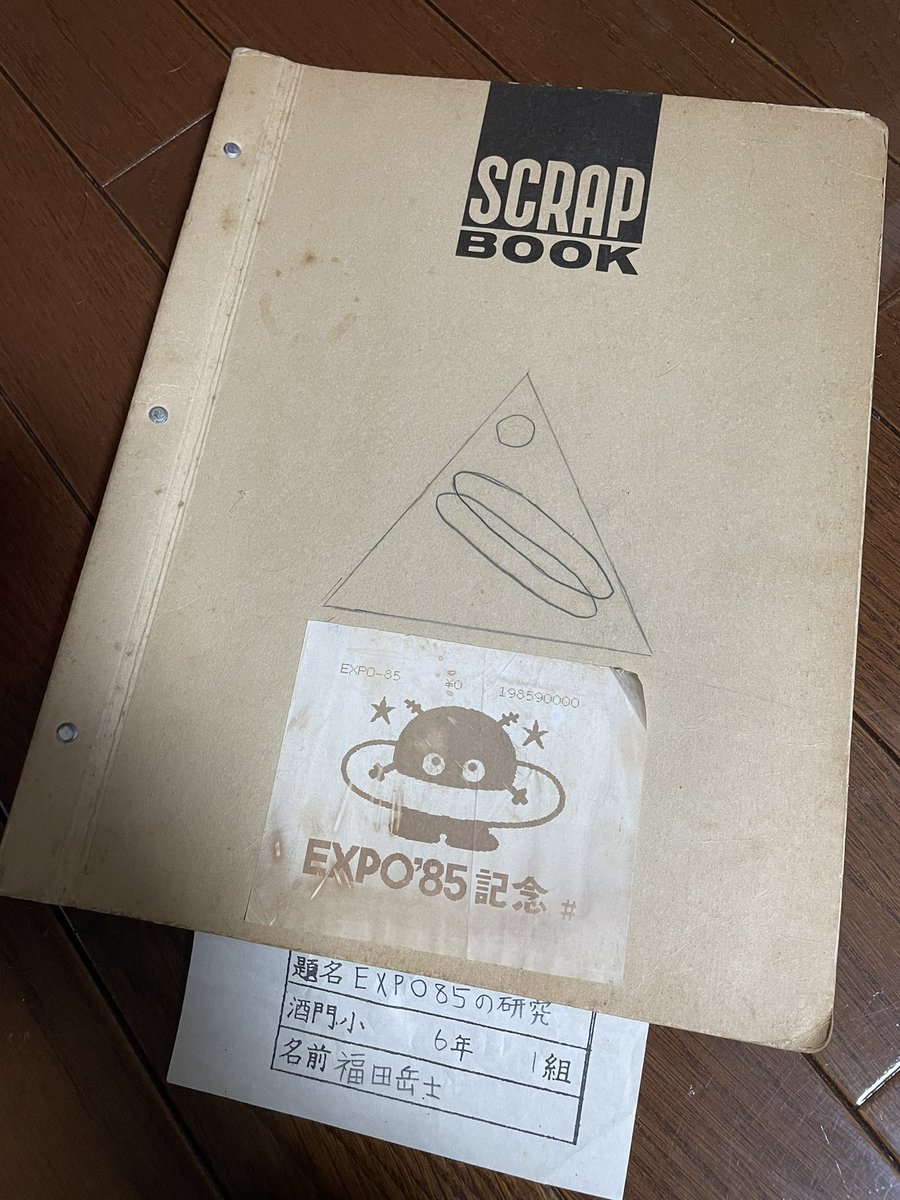 SCRAP
BOOK
EXPO-85 ¥0 198590000
EXPO'85記念 #
題名 EXPO85の研究
酒門小 6年 1組
名前 福田岳士